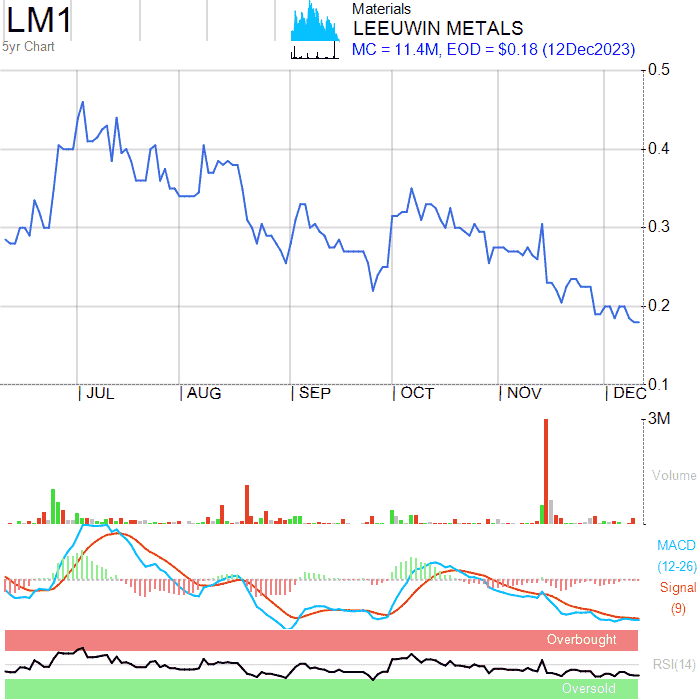 LM1
5yr Chart
Materials
LEEUWIN METALS
MC = 11.4M, EOD = $0.18 (12Dec2023)
0.5
0.4
0.3
0.2
0.1
| JUL | AUG | SEP | OCT | NOV | DEC
3M
Volume
MACD
(12-26)
Signal
(9)
Overbought
RSI(14)
Oversold